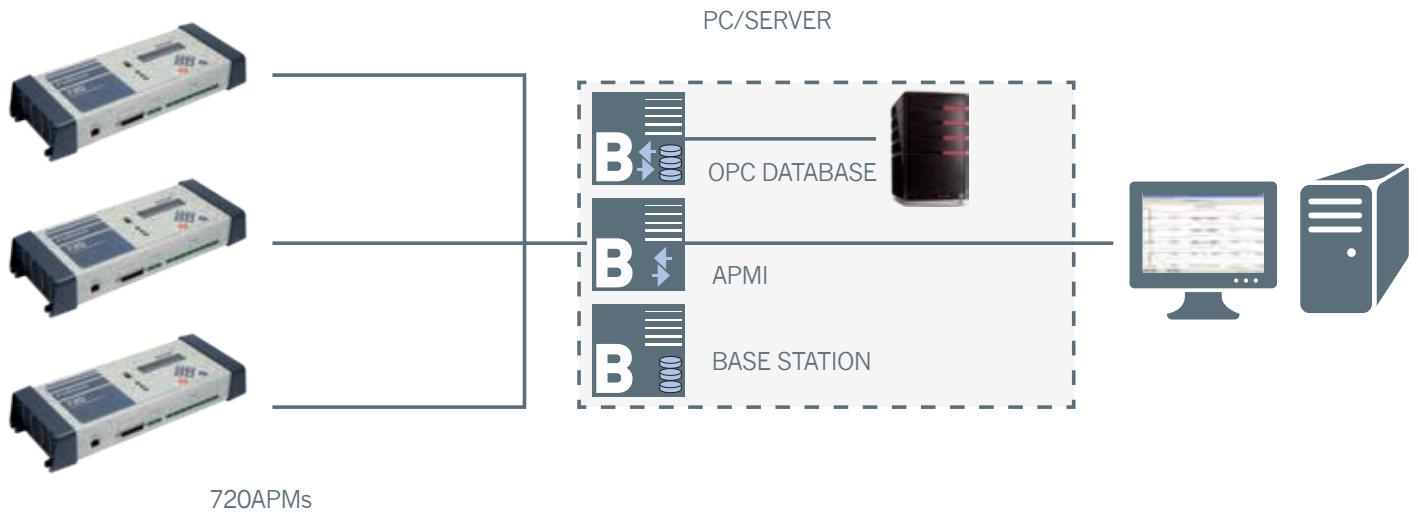 PC/SERVER
B
OPC DATABASE
B
APMI
B
BASE STATION
720APMs